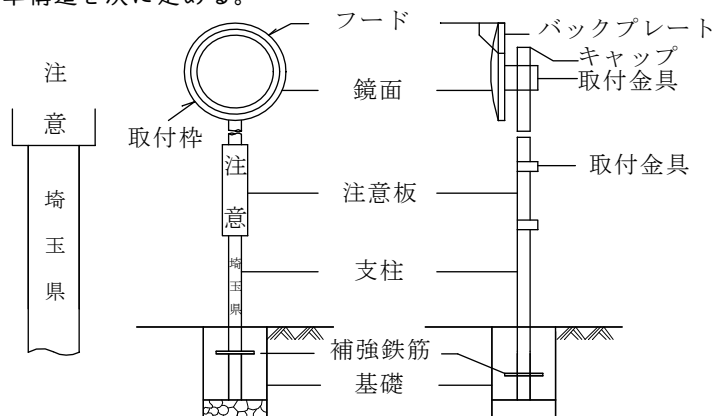 準構造を次に定める。
フード
バックプレート
キャップ
取付金具
注意
鏡面
取付枠
取付金具
注意
注意板
埼玉県
埼玉県
支柱
補強鉄筋
基礎